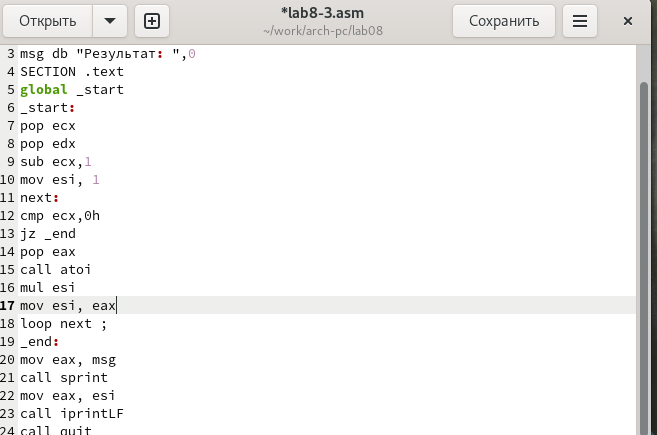 Открыть
*lab8-3.asm
~/work/arch-pc/lab08
Сохранить
3 msg db "Результат: ",0
4 SECTION .text
5 global _start
6 _start:
7 pop ecx
8 pop edx
9 sub ecx,1
10 mov esi, 1
11 next:
12 cmp ecx,0h
13 jz _end
14 pop eax
15 call atoi
16 mul esi
17 mov esi, eax
18 loop next ;
19 _end:
20 mov eax, msg
21 call sprint
22 mov eax, esi
23 call iprintLF
24 call quit